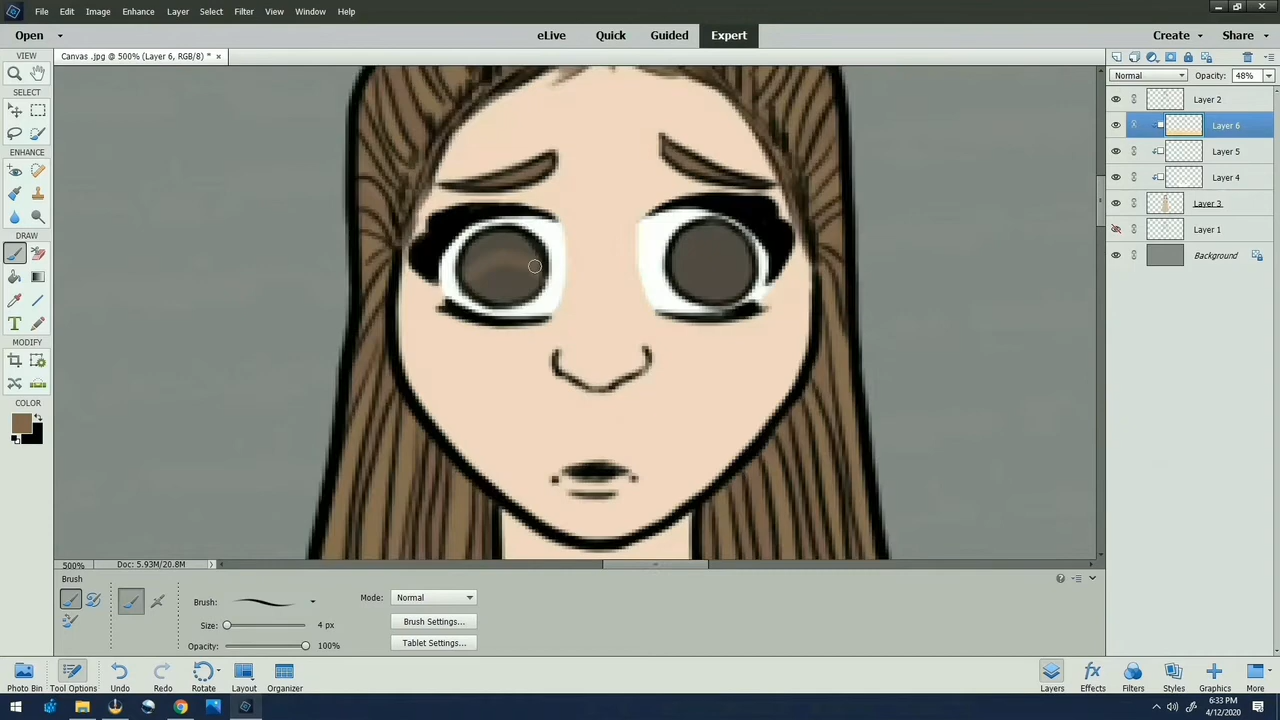 File Edit Image Enhance Layer Select Filter View Window Help
Open eLive Quick Guided Expert Create Share
VIEW
Canvas .jpg @ 500% (Layer 6, RGB/8) *
Normal Opacity: 48%
SELECT
Layer 2
Layer 6
ENHANCE
Layer 5
Layer 4
Layer 3
DRAW
Layer 1
Background
MODIFY
COLOR
500% Doc: 5.93M/20.8M
Brush
Brush:
Mode: Normal
Size: 4 px
Brush Settings...
Opacity: 100%
Tablet Settings...
Photo Bin Tool Options Undo Redo Rotate Layout Organizer Layers Effects Filters Styles Graphics More
6:33 PM
4/12/2020